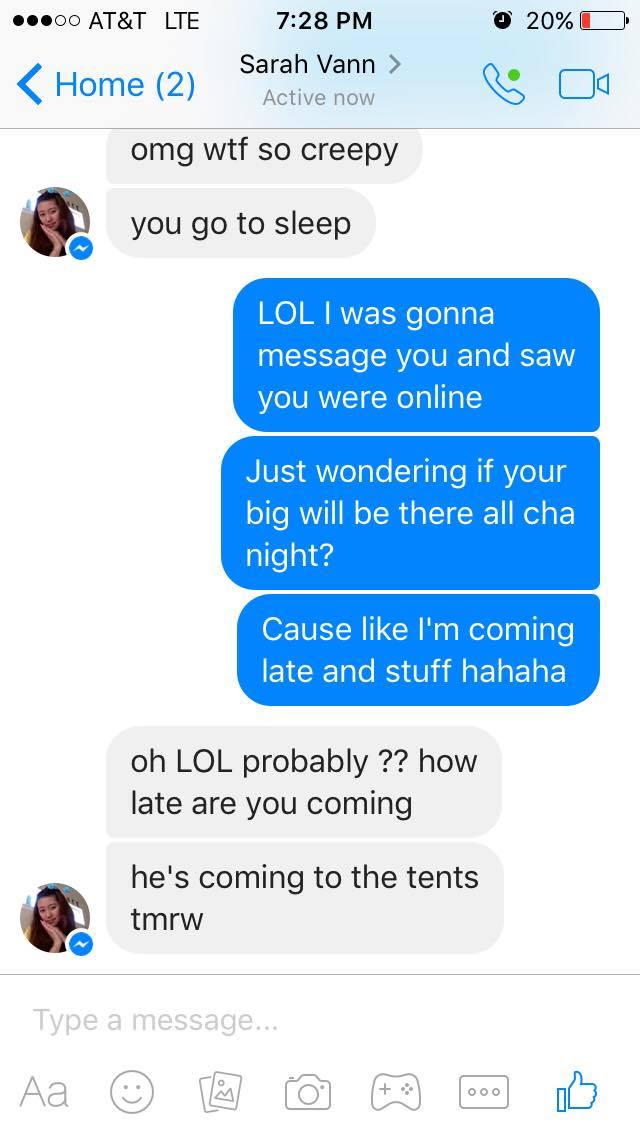 AT&T LTE 7:28 PM 20%
Home (2) Sarah Vann
Active now
omg wtf so creepy
you go to sleep
LOL I was gonna
message you and saw
you were online
Just wondering if your
big will be there all cha
night?
Cause like I'm coming
late and stuff hahaha
oh LOL probably ?? how
late are you coming
he's coming to the tents
tmrw
Type a message...
Aa